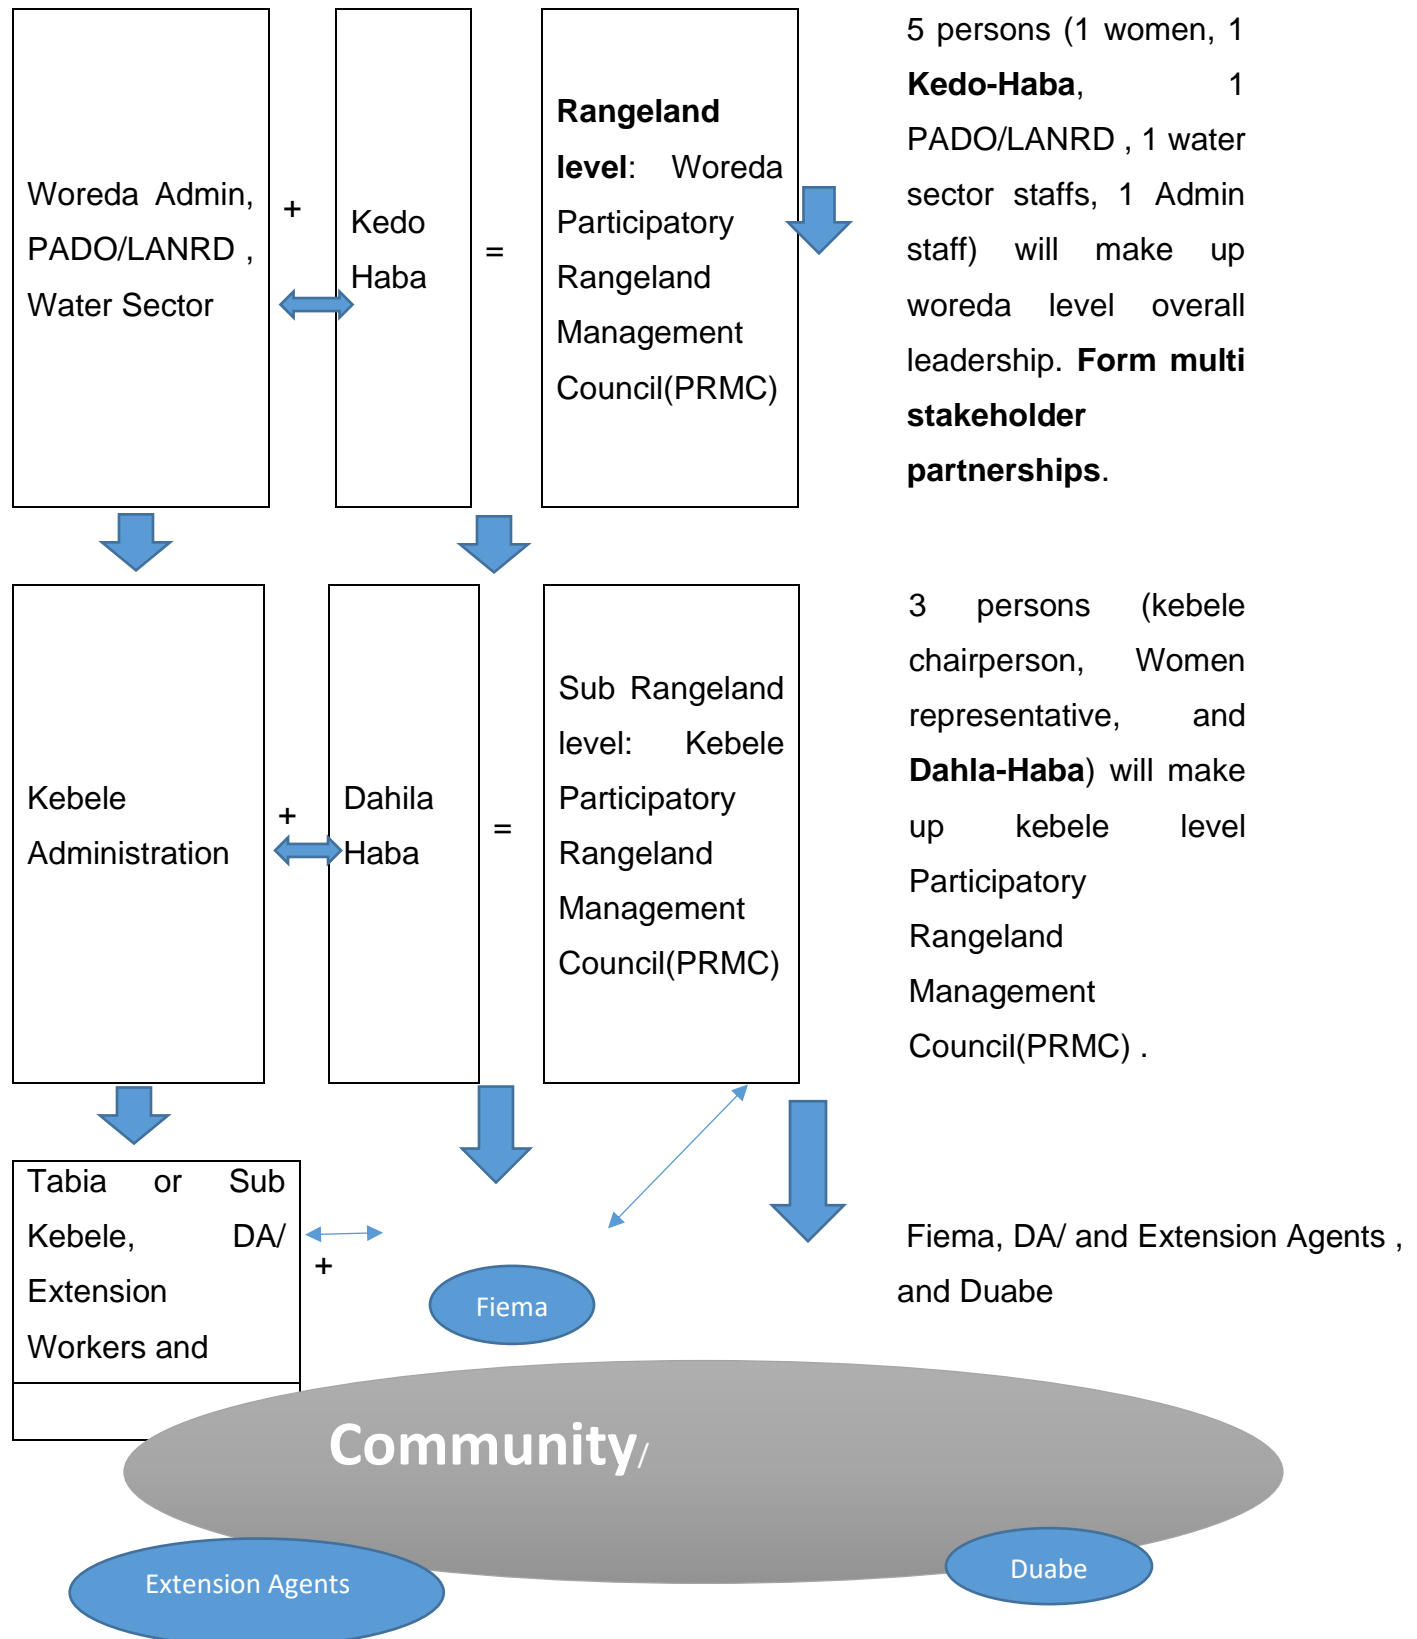 Woreda Admin,
PADO/LANRD ,
Water Sector
+
Kedo
Haba
=
Rangeland
level: Woreda
Participatory
Rangeland
Management
Council(PRMC)
5 persons (1 women, 1
Kedo-Haba, 1
PADO/LANRD , 1 water
sector staffs, 1 Admin
staff) will make up
woreda level overall
leadership. Form multi
stakeholder
partnerships.
Kebele
Administration
+
Dahila
Haba
=
Sub Rangeland
level: Kebele
Participatory
Rangeland
Management
Council(PRMC)
3 persons (kebele
chairperson, Women
representative, and
Dahla-Haba) will make
up kebele level
Participatory
Rangeland
Management
Council(PRMC) .
Tabia or Sub
Kebele, DA/
Extension
Workers and
+
Fiema
Fiema, DA/ and Extension Agents ,
and Duabe
Community/
Extension Agents
Duabe